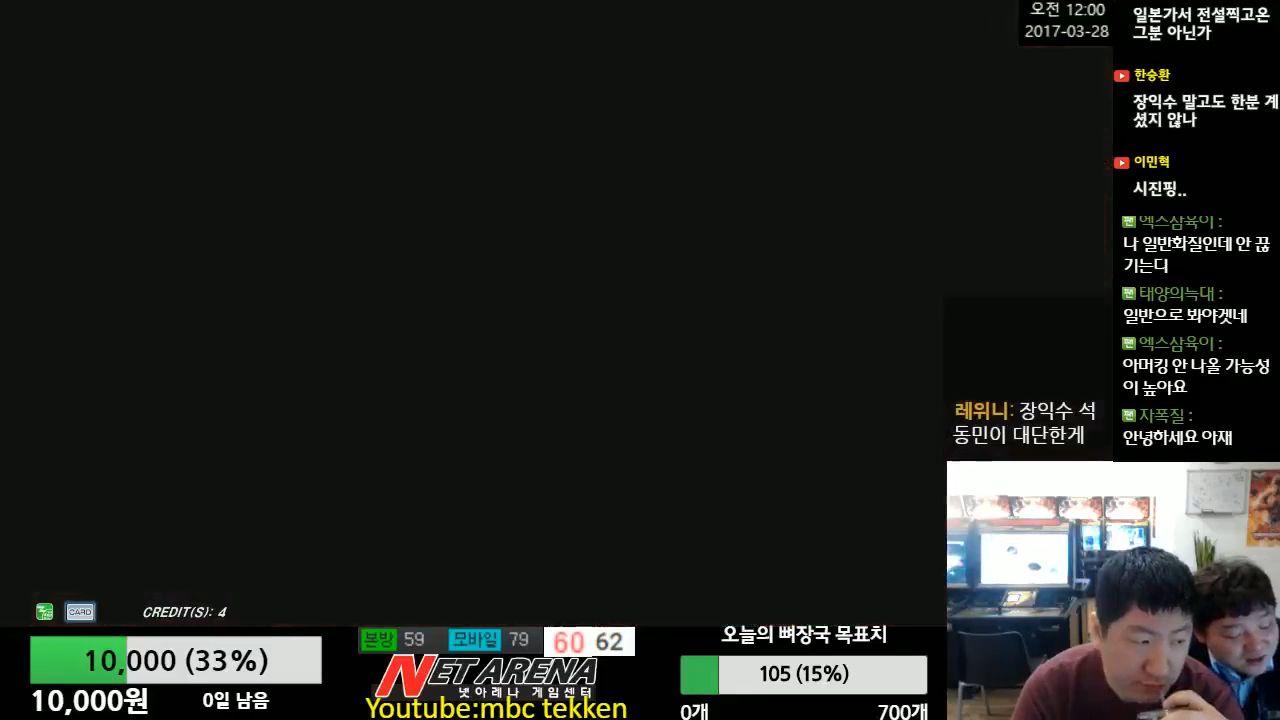 오전 12:00
2017-03-28
일본가서 전설찍고온
그분 아닌가
한승환
장익수 말고도 한분 계
셨지 않나
이민혁
시진핑..
팬 엑스삼육이 :
나 일반화질인데 안 끊
기는디
팬 태양의늑대 :
일반으로 봐야겟네
팬 엑스삼육이 :
아머킹 안 나올 가능성
이 높아요
팬 자폭질 :
안녕하세요 아재
레위니: 장익수 석
동민이 대단한게
CARD
CREDIT(S): 4
10,000 (33%)
10,000원 0일 남음
본방 59 모바일 79 60 62
NET ARENA
넷아레나 게임센터
Youtube:mbc tekken
오늘의 뼈장국 목표치
105 (15%)
0개 700개